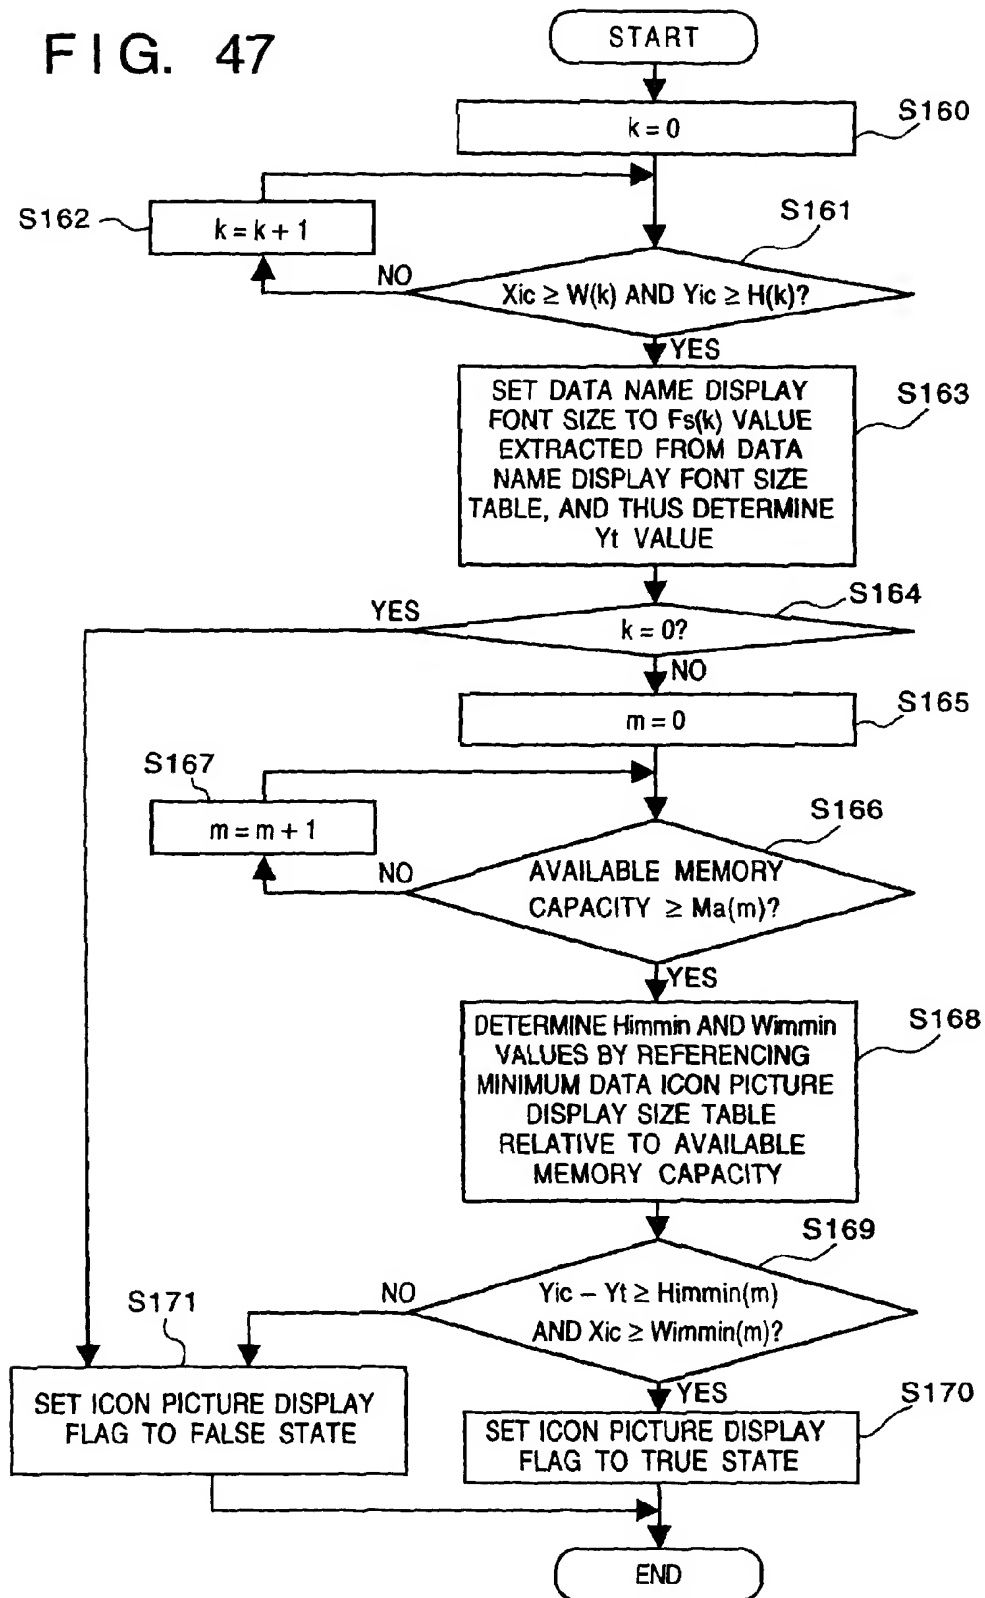 FIG. 47
START
S160
k = 0
S162
k = k + 1
S161
NO
Xic ≥ W(k) AND Yic ≥ H(k)?
YES
S163
SET DATA NAME DISPLAY
FONT SIZE TO Fs(k) VALUE
EXTRACTED FROM DATA
NAME DISPLAY FONT SIZE
TABLE, AND THUS DETERMINE
Yt VALUE
S164
YES
k = 0?
NO
S165
m = 0
S167
m = m + 1
S166
NO
AVAILABLE MEMORY
CAPACITY ≥ Ma(m)?
YES
S168
DETERMINE Himmin AND Wimmin
VALUES BY REFERENCING
MINIMUM DATA ICON PICTURE
DISPLAY SIZE TABLE
RELATIVE TO AVAILABLE
MEMORY CAPACITY
S169
NO
Yic – Yt ≥ Himmin(m)
AND Xic ≥ Wimmin(m)?
S171
YES
S170
SET ICON PICTURE DISPLAY
FLAG TO FALSE STATE
SET ICON PICTURE DISPLAY
FLAG TO TRUE STATE
END